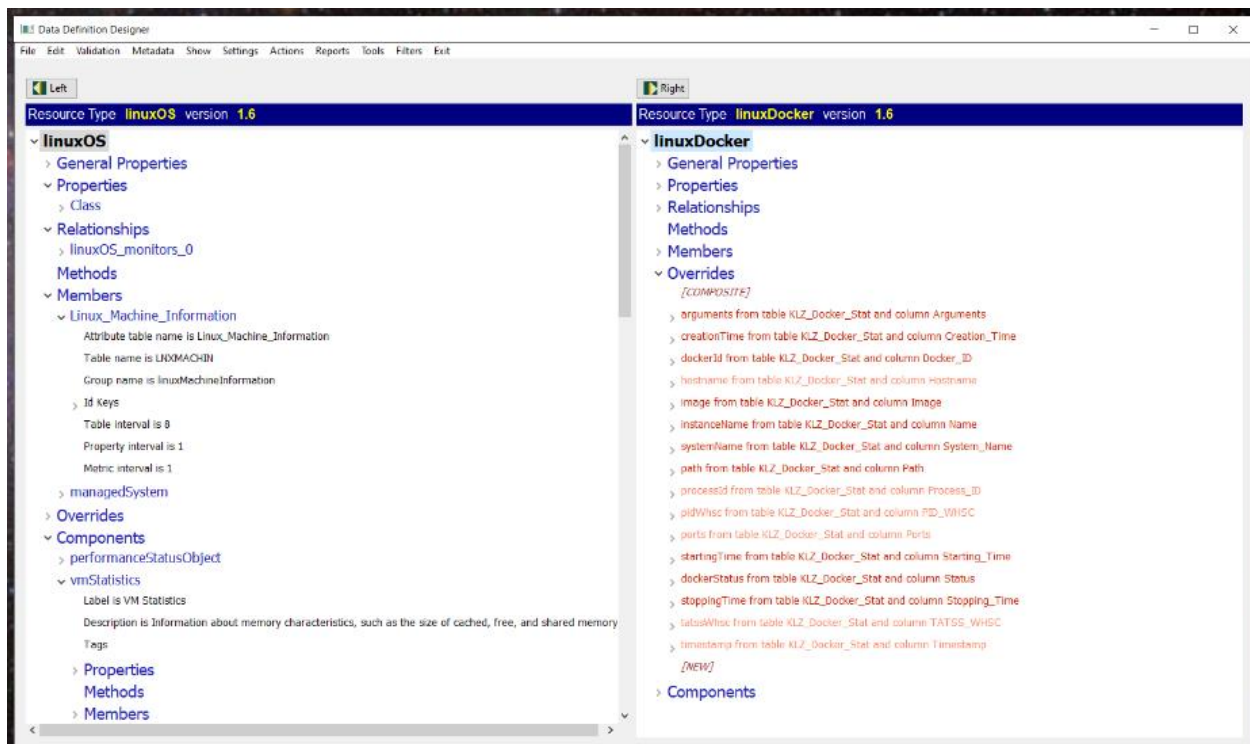 Data Definition Designer
File Edit Validation Metadata Show Settings Actions Reports Tools Filters Exit
Left
Resource Type linuxOS version 1.6
linuxOS
General Properties
Properties
Class
Relationships
linuxOS_monitors_0
Methods
Members
Linux_Machine_Information
Attribute table name is Linux_Machine_Information
Table name is LNXMACHIN
Group name is linuxMachineInformation
Id Keys
Table interval is 8
Property interval is 1
Metric interval is 1
managedSystem
Overrides
Components
performanceStatusObject
vmStatistics
Label is VM Statistics
Description is Information about memory characteristics, such as the size of cached, free, and shared memory
Tags
Properties
Methods
Members
Right
Resource Type linuxDocker version 1.6
linuxDocker
General Properties
Properties
Relationships
Methods
Members
Overrides
[COMPOSITE]
arguments from table KLZ_Docker_Stat and column Arguments
creationTime from table KLZ_Docker_Stat and column Creation_Time
dockerId from table KLZ_Docker_Stat and column Docker_ID
hostname from table KLZ_Docker_Stat and column Hostname
image from table KLZ_Docker_Stat and column Image
instanceName from table KLZ_Docker_Stat and column Name
systemName from table KLZ_Docker_Stat and column System_Name
path from table KLZ_Docker_Stat and column Path
processId from table KLZ_Docker_Stat and column Process_ID
pidWhsc from table KLZ_Docker_Stat and column PID_WHSC
ports from table KLZ_Docker_Stat and column Ports
startingTime from table KLZ_Docker_Stat and column Starting_Time
dockerStatus from table KLZ_Docker_Stat and column Status
stoppingTime from table KLZ_Docker_Stat and column Stopping_Time
tatssWhsc from table KLZ_Docker_Stat and column TATSS_WHSC
timestamp from table KLZ_Docker_Stat and column Timestamp
[NEW]
Components